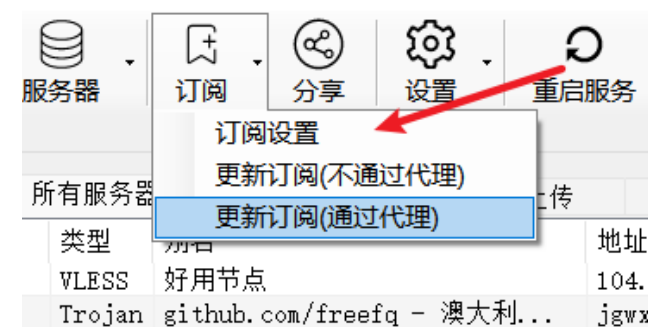 服务器 订阅 分享 设置 重启服务
订阅设置
更新订阅(不通过代理)
所有服务器 上传
更新订阅(通过代理)
类型 别名 地址
VLESS 好用节点 104.
Trojan github.com/freefq - 澳大利... jgwx